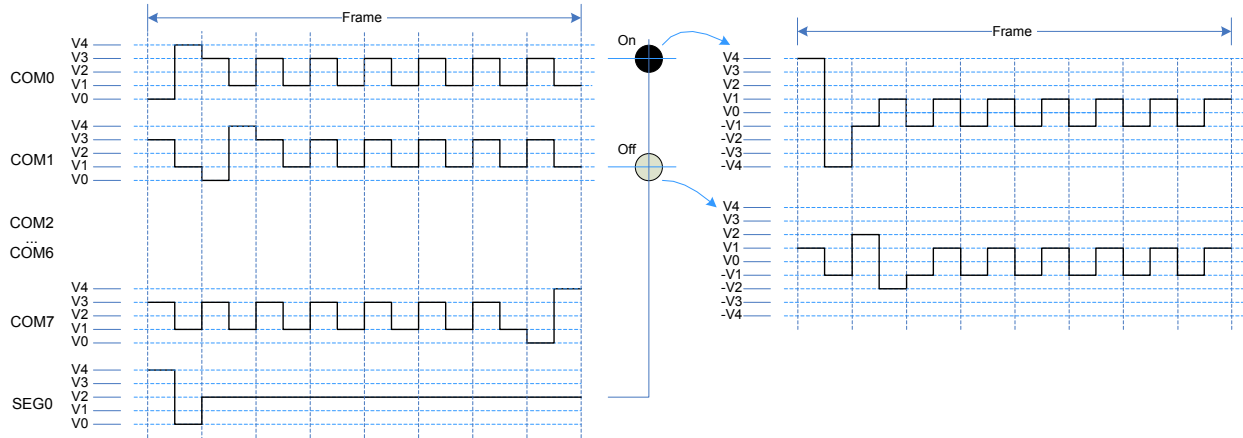 Frame
COM0
V4
V3
V2
V1
V0
COM1
V4
V3
V2
V1
V0
COM2
...
COM6
COM7
V4
V3
V2
V1
V0
SEG0
V4
V3
V2
V1
V0
On
Off
Frame
V4
V3
V2
V1
V0
-V1
-V2
-V3
-V4
V4
V3
V2
V1
V0
-V1
-V2
-V3
-V4